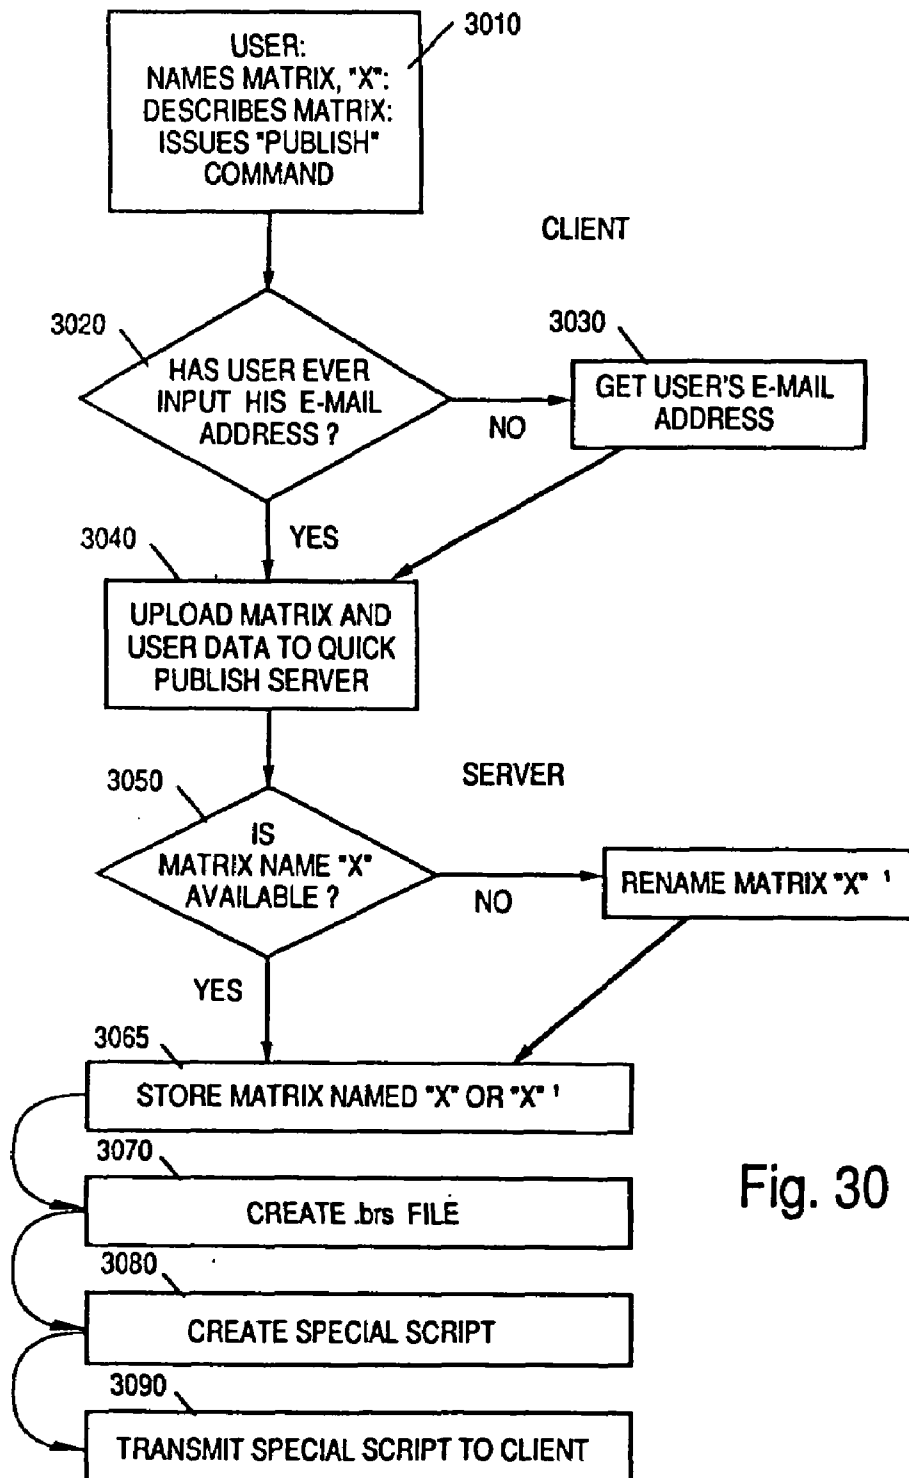 3010
USER:
NAMES MATRIX, "X":
DESCRIBES MATRIX:
ISSUES "PUBLISH"
COMMAND
CLIENT
3020
HAS USER EVER
INPUT HIS E-MAIL
ADDRESS ?
NO
3030
GET USER'S E-MAIL
ADDRESS
YES
3040
UPLOAD MATRIX AND
USER DATA TO QUICK
PUBLISH SERVER
SERVER
3050
IS
MATRIX NAME "X"
AVAILABLE ?
NO
RENAME MATRIX "X" ¹
YES
3065
STORE MATRIX NAMED "X" OR "X" ¹
3070
CREATE .brs FILE
3080
CREATE SPECIAL SCRIPT
3090
TRANSMIT SPECIAL SCRIPT TO CLIENT
Fig. 30